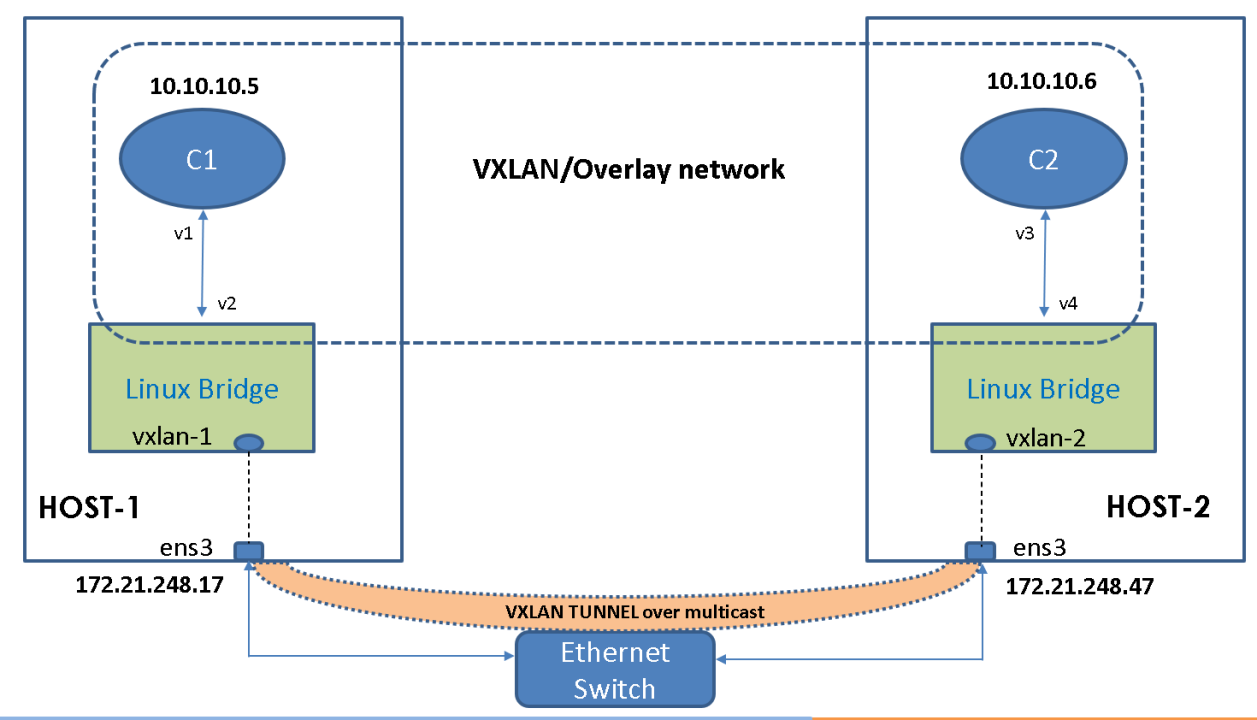 10.10.10.5
10.10.10.6
C1
C2
VXLAN/Overlay network
v1
v3
v2
v4
Linux Bridge
Linux Bridge
vxlan-1
vxlan-2
HOST-1
HOST-2
ens3
ens3
172.21.248.17
172.21.248.47
VXLAN TUNNEL over multicast
Ethernet
Switch